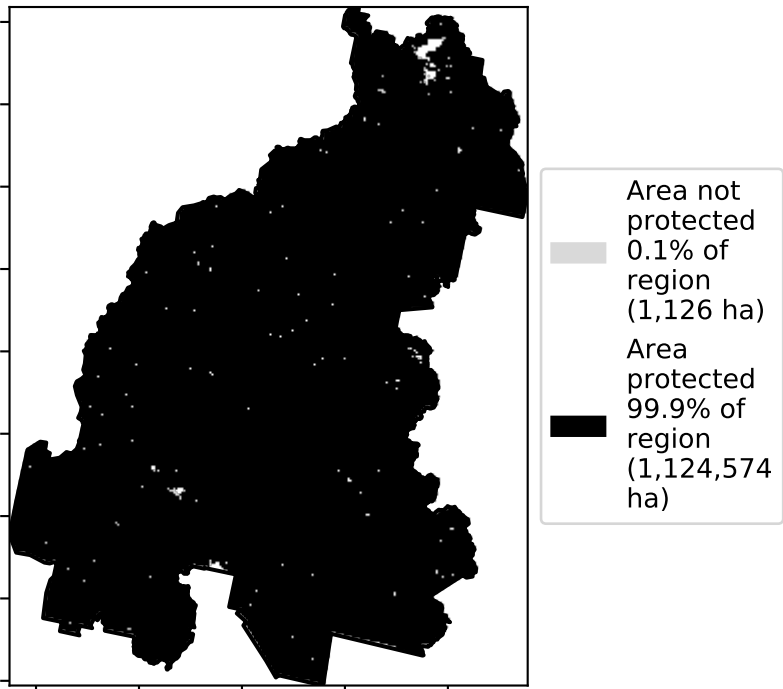 Area not
protected
0.1% of
region
(1,126 ha)
Area
protected
99.9% of
region
(1,124,574
ha)